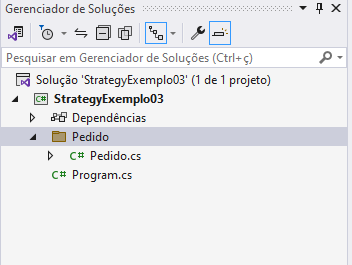 Gerenciador de Soluções
Pesquisar em Gerenciador de Soluções (Ctrl+ç)
Solução 'StrategyExemplo03' (1 de 1 projeto)
C# StrategyExemplo03
Dependências
Pedido
C# Pedido.cs
C# Program.cs